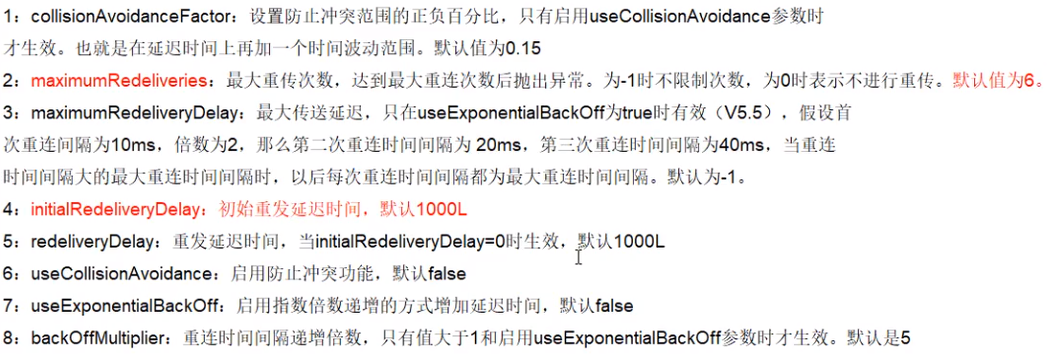 1：collisionAvoidanceFactor：设置防止冲突范围的正负百分比，只有启用useCollisionAvoidance参数时
才生效。也就是在延迟时间上再加一个时间波动范围。默认值为0.15
2：maximumRedeliveries：最大重传次数，达到最大重连次数后抛出异常。为-1时不限制次数，为0时表示不进行重传。默认值为6。
3：maximumRedeliveryDelay：最大传送延迟，只在useExponentialBackOff为true时有效（V5.5），假设首
次重连间隔为10ms，倍数为2，那么第二次重连时间间隔为 20ms，第三次重连时间间隔为40ms，当重连
时间间隔大的最大重连时间间隔时，以后每次重连时间间隔都为最大重连时间间隔。默认为-1。
4：initialRedeliveryDelay：初始重发延迟时间，默认1000L
5：redeliveryDelay：重发延迟时间，当initialRedeliveryDelay=0时生效，默认1000L
6：useCollisionAvoidance：启用防止冲突功能，默认false
7：useExponentialBackOff：启用指数倍数递增的方式增加延迟时间，默认false
8：backOffMultiplier：重连时间间隔递增倍数，只有值大于1和启用useExponentialBackOff参数时才生效。默认是5